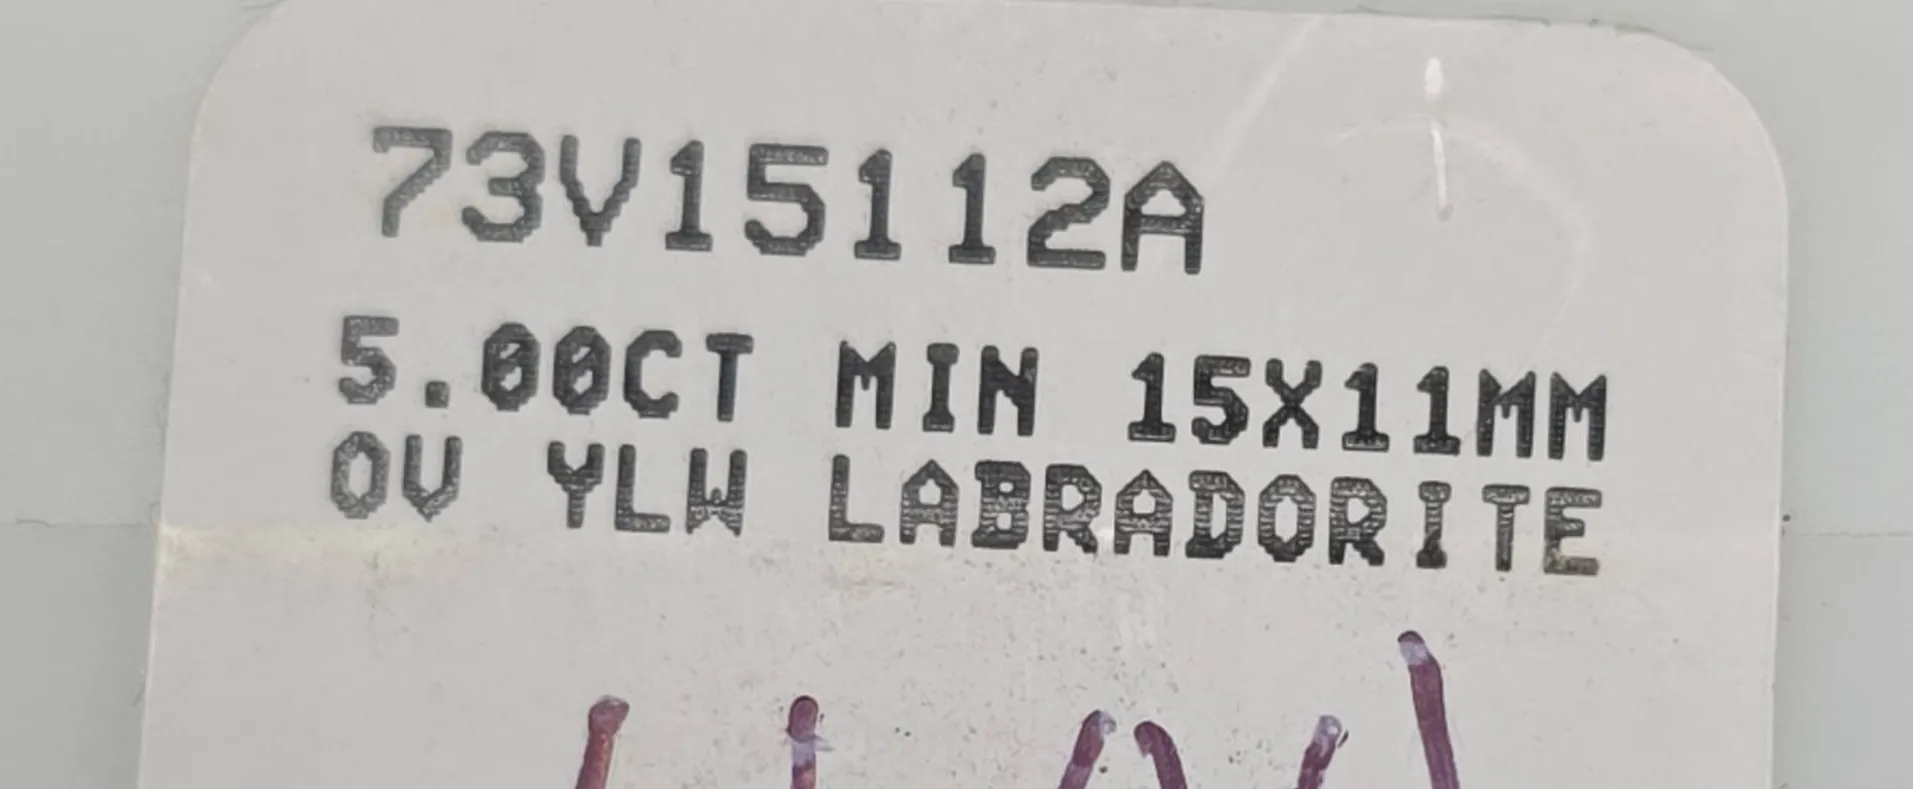 73V15112A
5.00CT MIN 15X11MM
OV YLW LABRADORITE